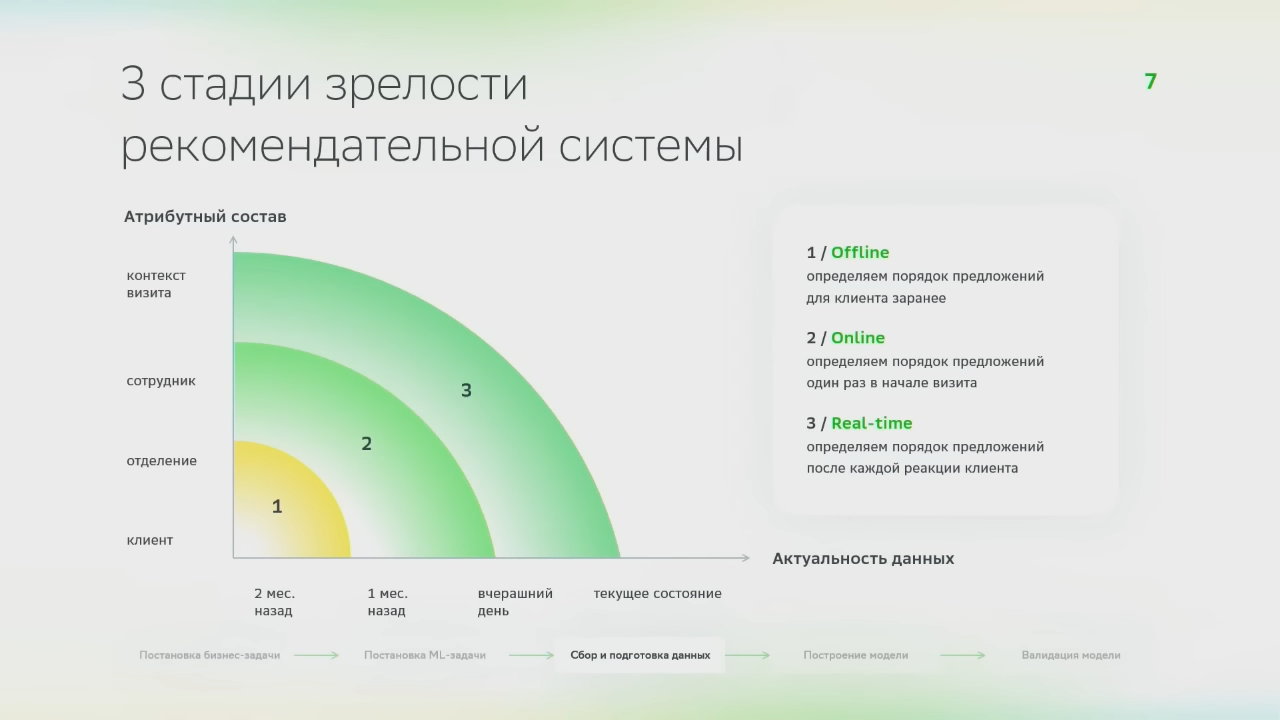 3 стадии зрелости
рекомендательной системы
7
Атрибутный состав
контекст
визита
сотрудник
отделение
клиент
3
2
1
1 / Offline
определяем порядок предложений
для клиента заранее
2 / Online
определяем порядок предложений
один раз в начале визита
3 / Real-time
определяем порядок предложений
после каждой реакции клиента
Актуальность данных
2 мес.
назад
1 мес.
назад
вчерашний
день
текущее состояние
Постановка бизнес-задачи
Постановка ML-задачи
Сбор и подготовка данных
Построение модели
Валидация модели